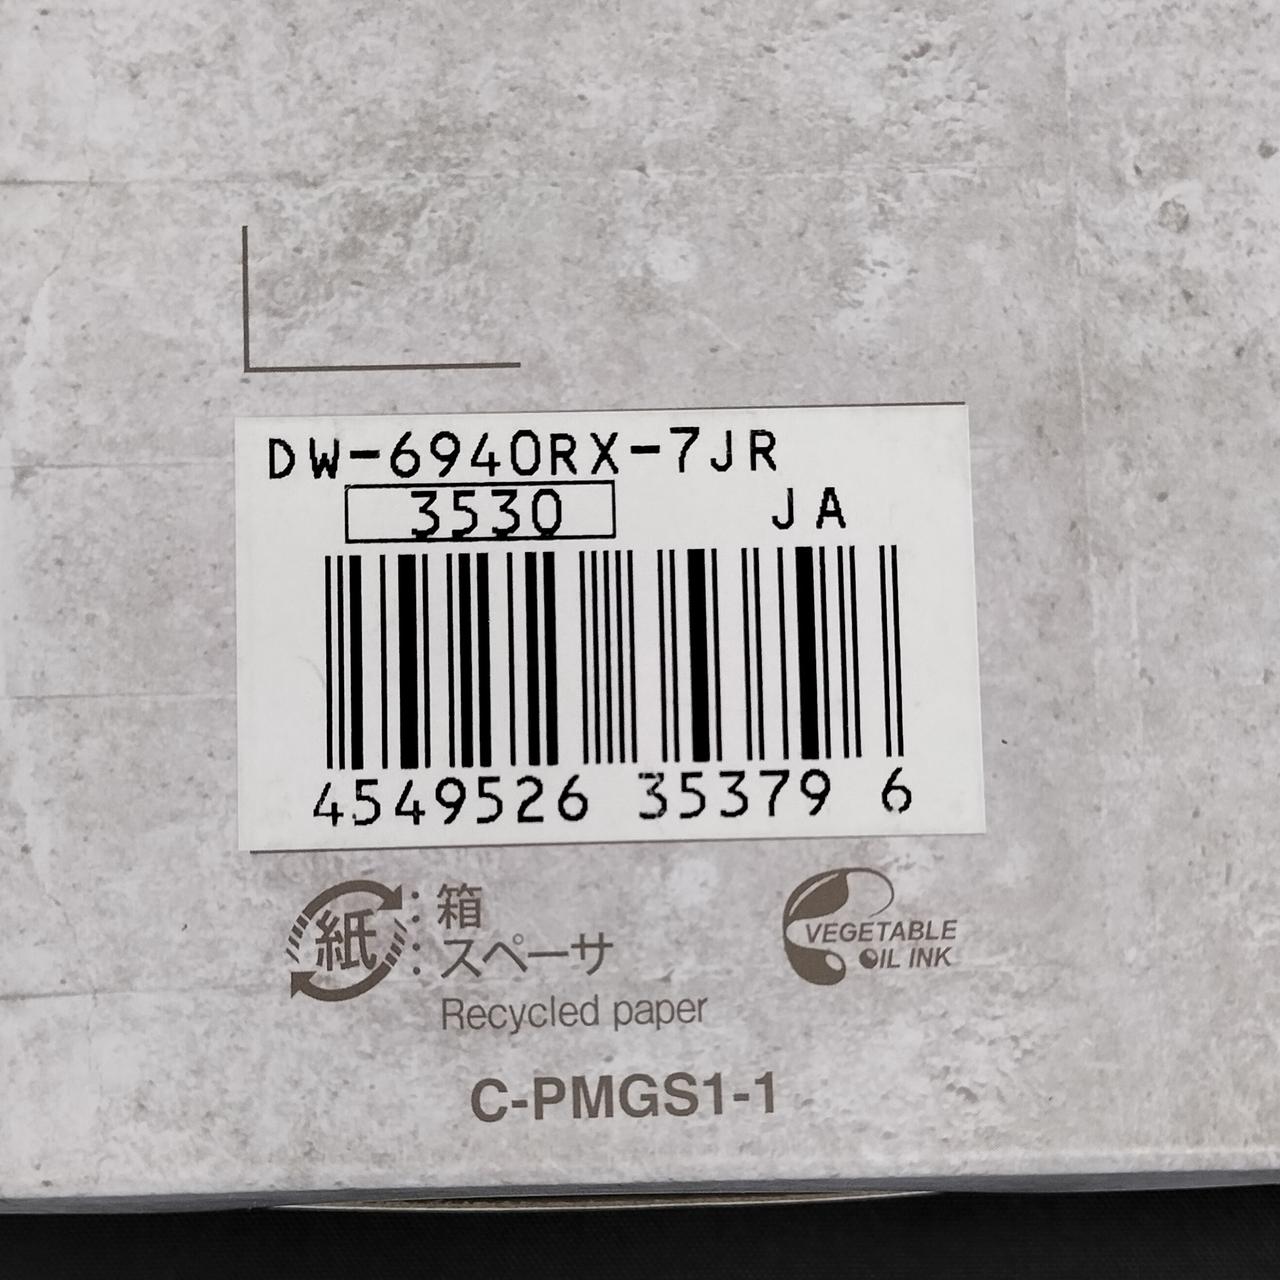 DW-6940RX-7JR
3530 JA
4549526 35379 6
紙 : 箱
: スペーサ
Recycled paper
VEGETABLE
OIL INK
C-PMGS1-1